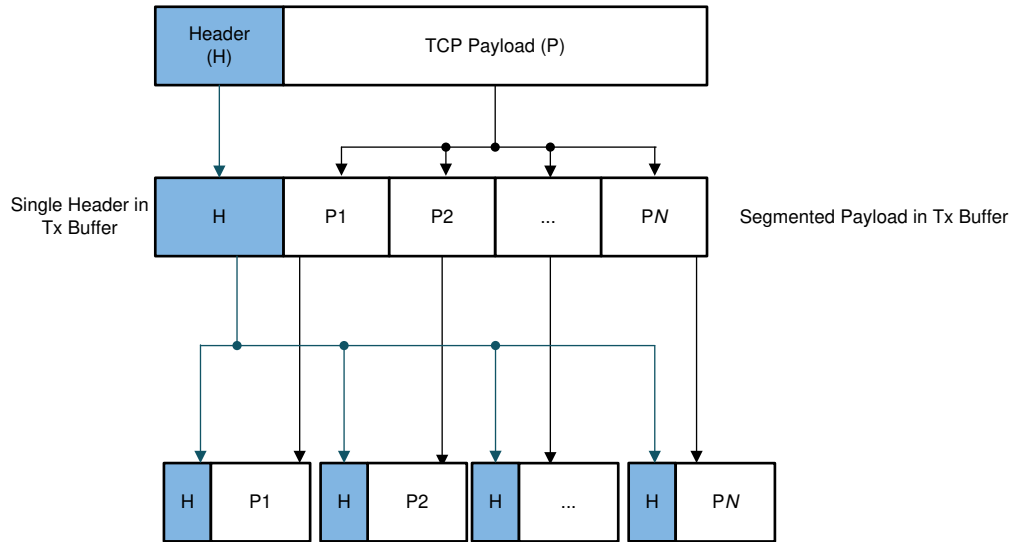 Header
(H)
TCP Payload (P)
Single Header in
Tx Buffer
H
P1
P2
...
PN
Segmented Payload in Tx Buffer
H
P1
H
P2
H
...
H
PN